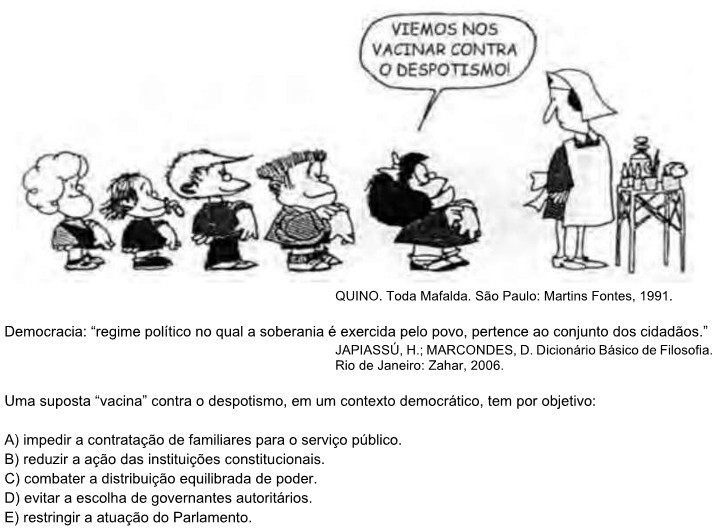 VIEMOS NOS
VACINAR CONTRA
O DESPOTISMO!
QUINO. Toda Mafalda. São Paulo: Martins Fontes, 1991.
Democracia: “regime político no qual a soberania é exercida pelo povo, pertence ao conjunto dos cidadãos.”
JAPIASSÚ, H.; MARCONDES, D. Dicionário Básico de Filosofia.
Rio de Janeiro: Zahar, 2006.
Uma suposta “vacina” contra o despotismo, em um contexto democrático, tem por objetivo:
A) impedir a contratação de familiares para o serviço público.
B) reduzir a ação das instituições constitucionais.
C) combater a distribuição equilibrada de poder.
D) evitar a escolha de governantes autoritários.
E) restringir a atuação do Parlamento.